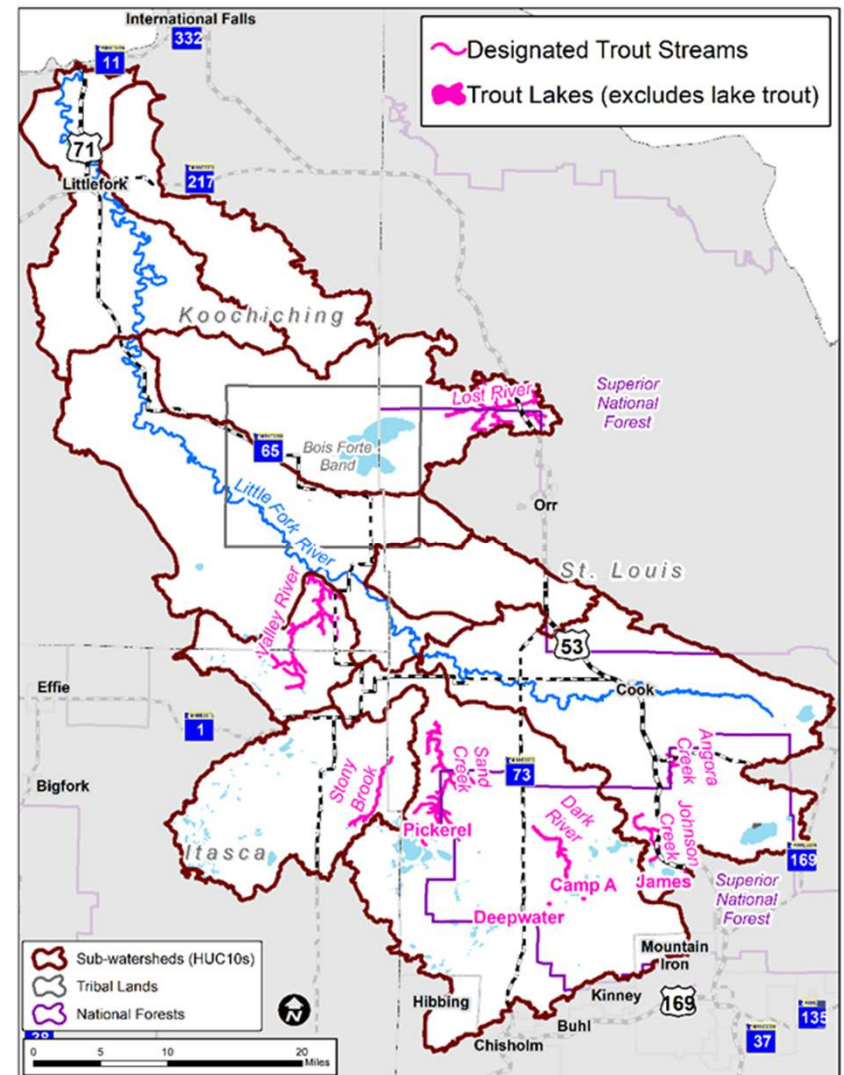 International Falls
332
11
Designated Trout Streams
Trout Lakes (excludes lake trout)
71
Littlefork
217
Koochiching
Lost River
Superior
National
Forest
65
Bois Forte
Band
Orr
Little Fork River
St. Louis
Valley River
53
Effie
Cook
1
Angora
Creek
Sand
Creek
73
Bigfork
Stony
Brook
Dark
River
Johnson
Creek
Pickerel
Itasca
169
Camp A
James
Superior
National
Forest
Deepwater
Mountain
Iron
Sub-watersheds (HUC10s)
Tribal Lands
National Forests
N
Hibbing
Kinney
169
Buhl
135
Chisholm
37
0 5 10 20
Miles